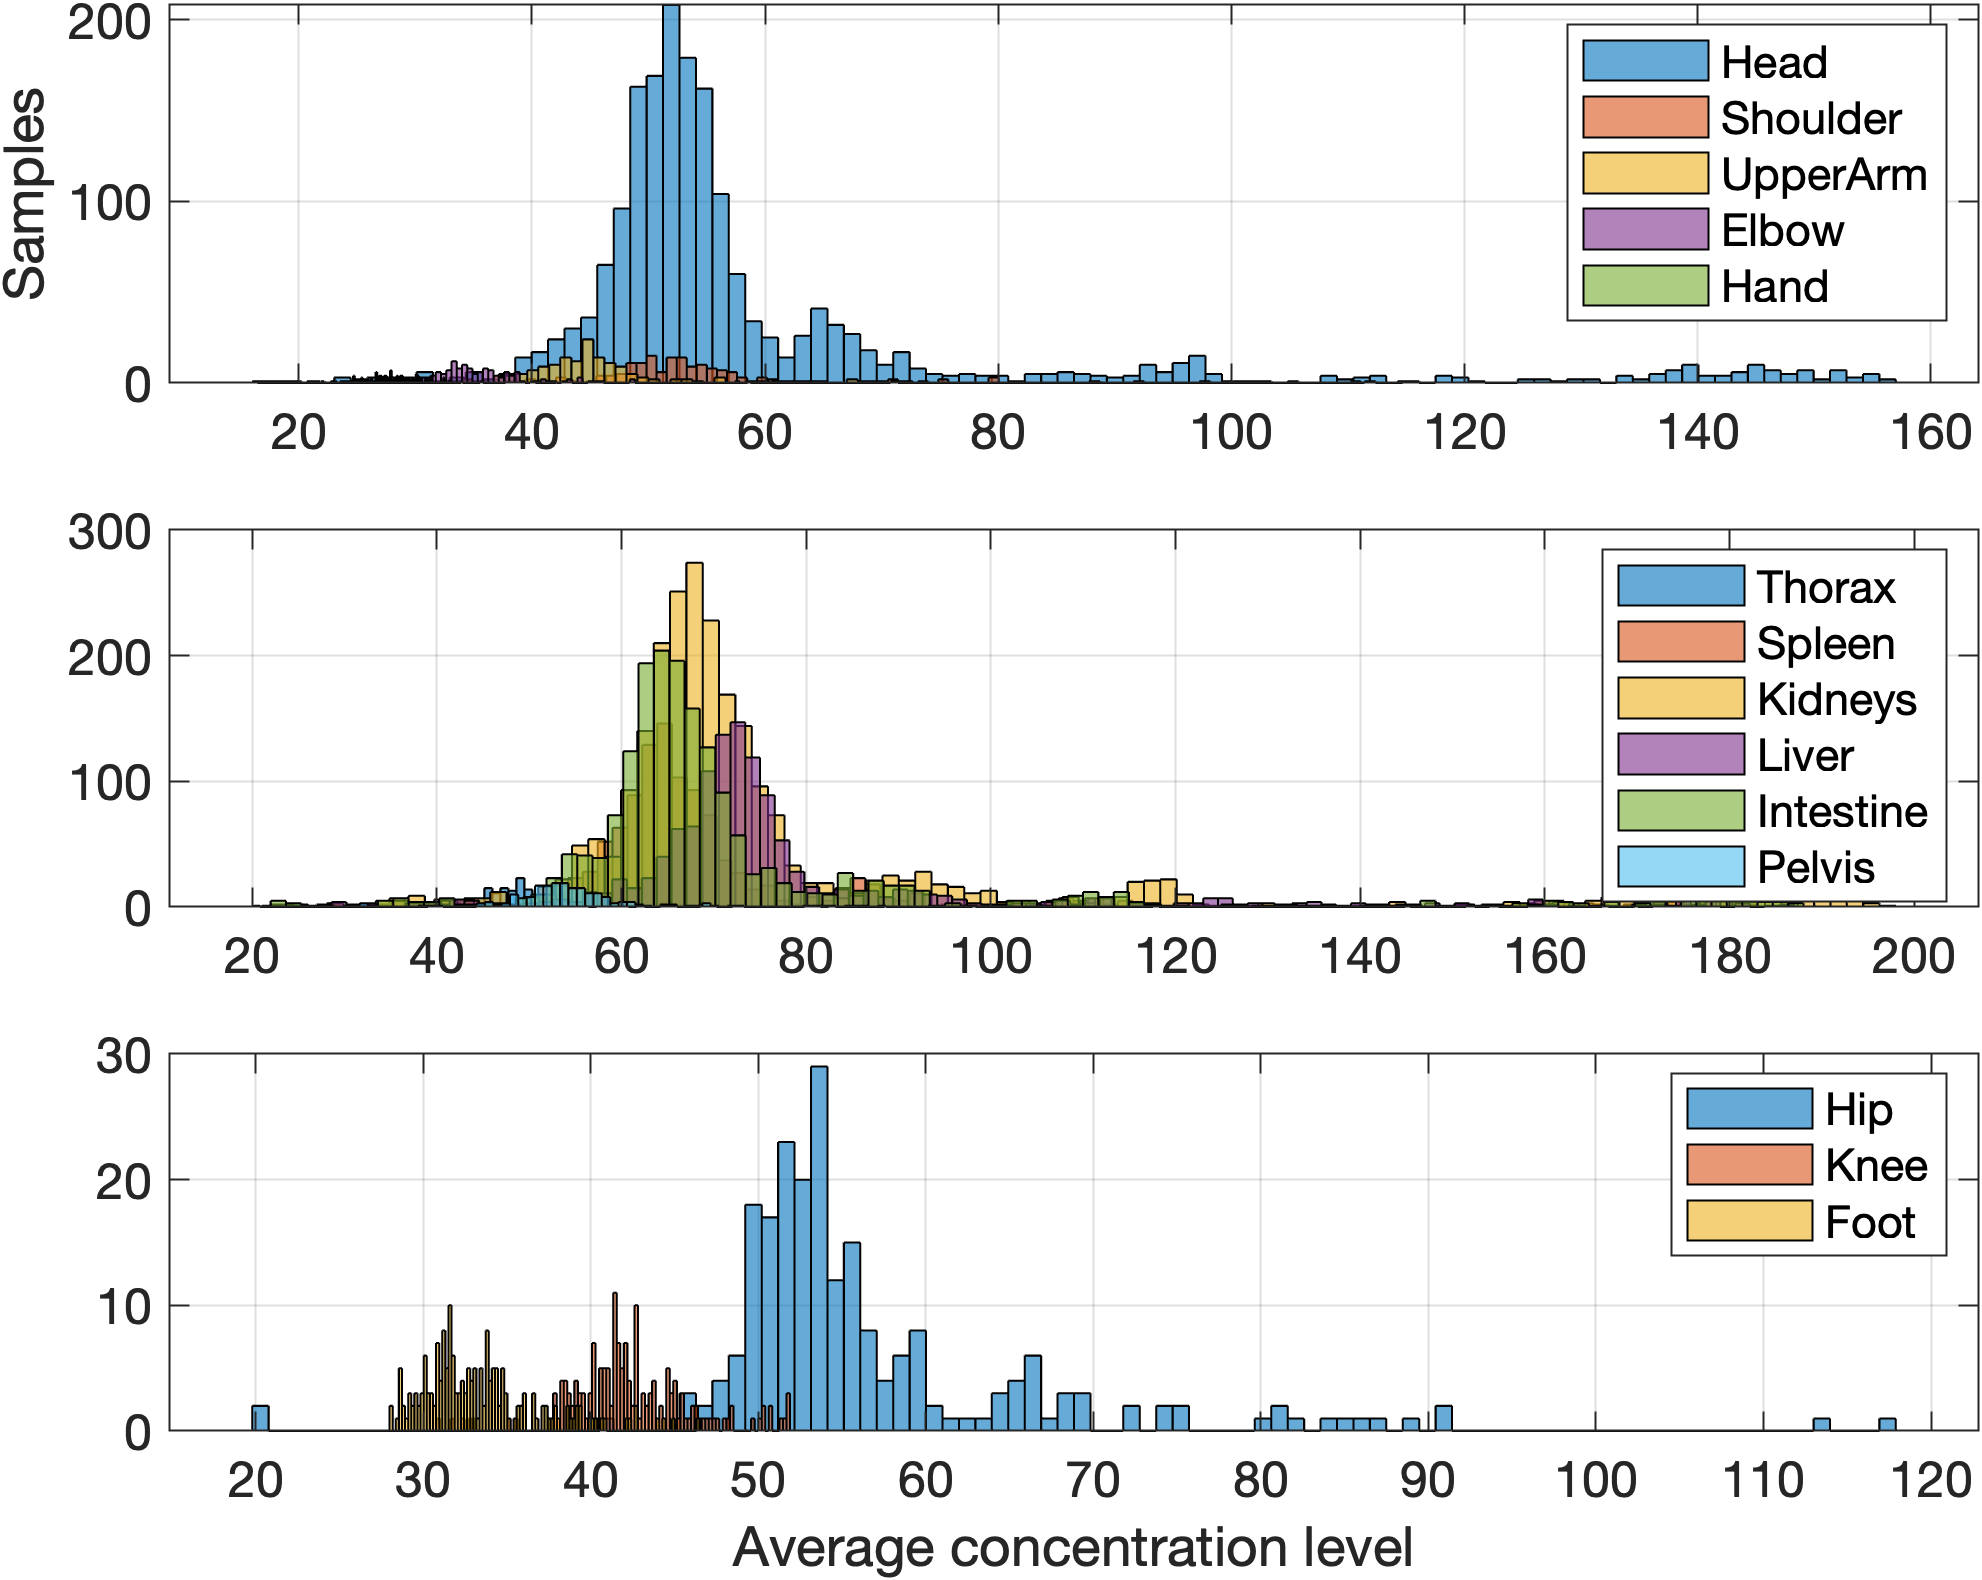 Samples
200
100
0
20 40 60 80 100 120 140 160
Head
Shoulder
UpperArm
Elbow
Hand
300
200
100
0
20 40 60 80 100 120 140 160 180 200
Thorax
Spleen
Kidneys
Liver
Intestine
Pelvis
30
20
10
0
20 30 40 50 60 70 80 90 100 110 120
Hip
Knee
Foot
Average concentration level